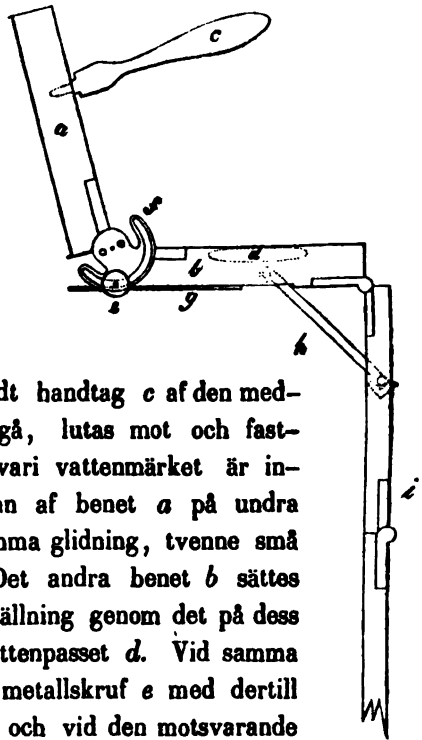 c
a
f
d
b
e
g
h
i
dt handtag c af den med-
gå, lutas mot och fast-
vari vattenmärket är in-
n af benet a på undra
nma glidning, tvenne små
Det andra benet b sättes
ällning genom det på dess
ttenpasset d. Vid samma
metallskruf e med dertill
och vid den motsvarande